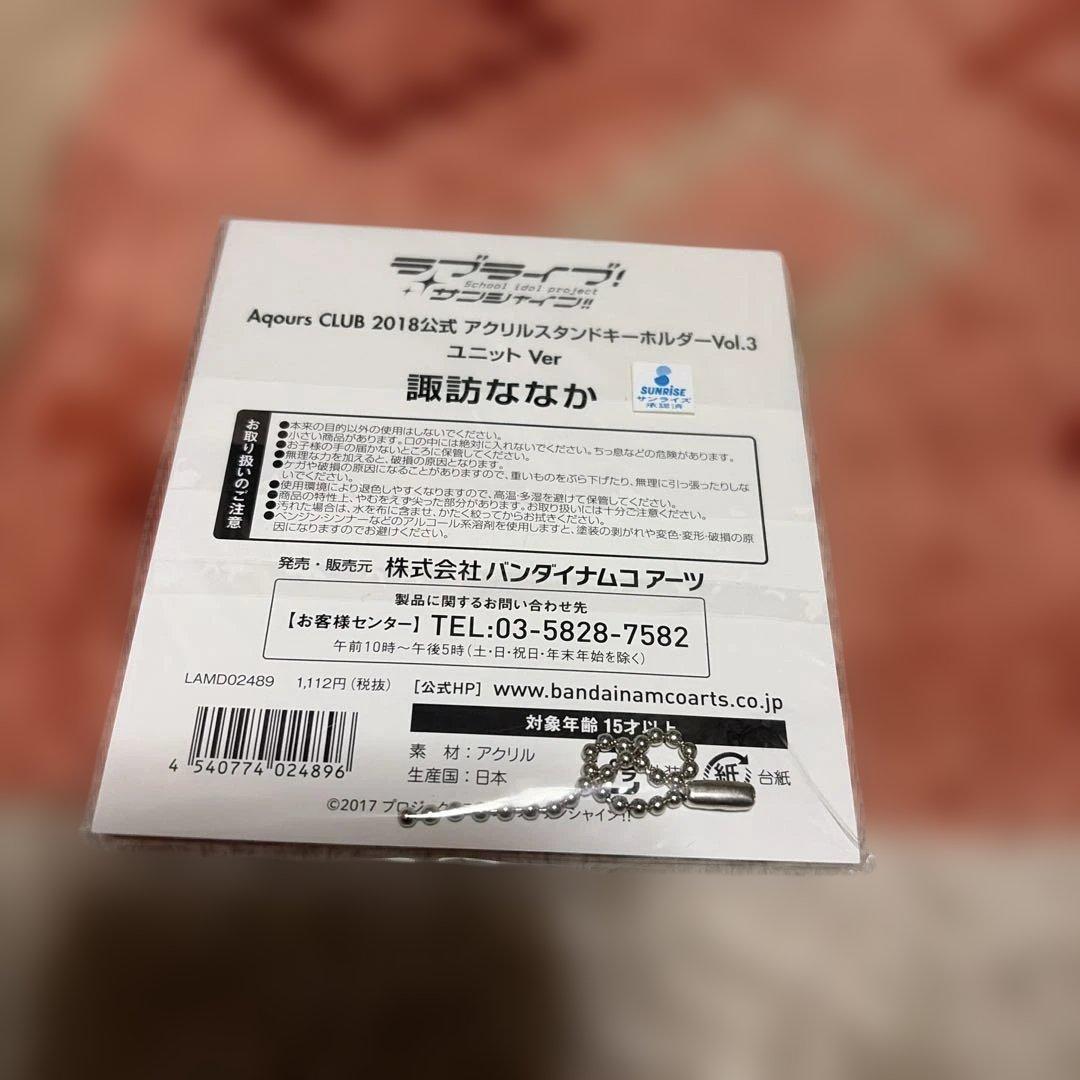 ラブライブ!
School idol project
サンシャイン!!
Aqours CLUB 2018公式 アクリルスタンドキーホルダーVol.3
ユニット Ver
諏訪ななか
SUNRISE
サンライズ
承認済
お取り扱いのご注意
●本来の目的以外の使用はしないでください。
●小さい商品があります。口の中には絶対に入れないでください。ちっ息などの危険があります。
●お子様の手の届かないところに保管してください。
●無理な力を加えると、破損の原因となります。
●ケガや破損の原因になることがありますので、重いものをぶら下げたり、無理に引っ張ったりしな
いでください。
●使用環境により退色しやすくなりますので、高温・多湿を避けて保管してください。
●商品の特性上、やむをえず尖った部分があります。お取り扱いには十分ご注意ください。
●汚れた場合は、水を布に含ませ、かたく絞ってからお拭きください。
●ベンジン・シンナーなどのアルコール系溶剤を使用しますと、塗装の剥がれや変色・変形・破損の原
因になりますのでお避けください。
発売・販売元 株式会社バンダイナムコアーツ
製品に関するお問い合わせ先
【お客様センター】 TEL:03-5828-7582
午前10時～午後5時(土・日・祝日・年末年始を除く)
LAMD02489 1,112円(税抜) [公式HP] www.bandainamcoarts.co.jp
対象年齢 15才以上
素 材:アクリル
生産国:日本
プラ
紙 台紙
4 540774 024896
©2017 プロジェクト シャイン!!